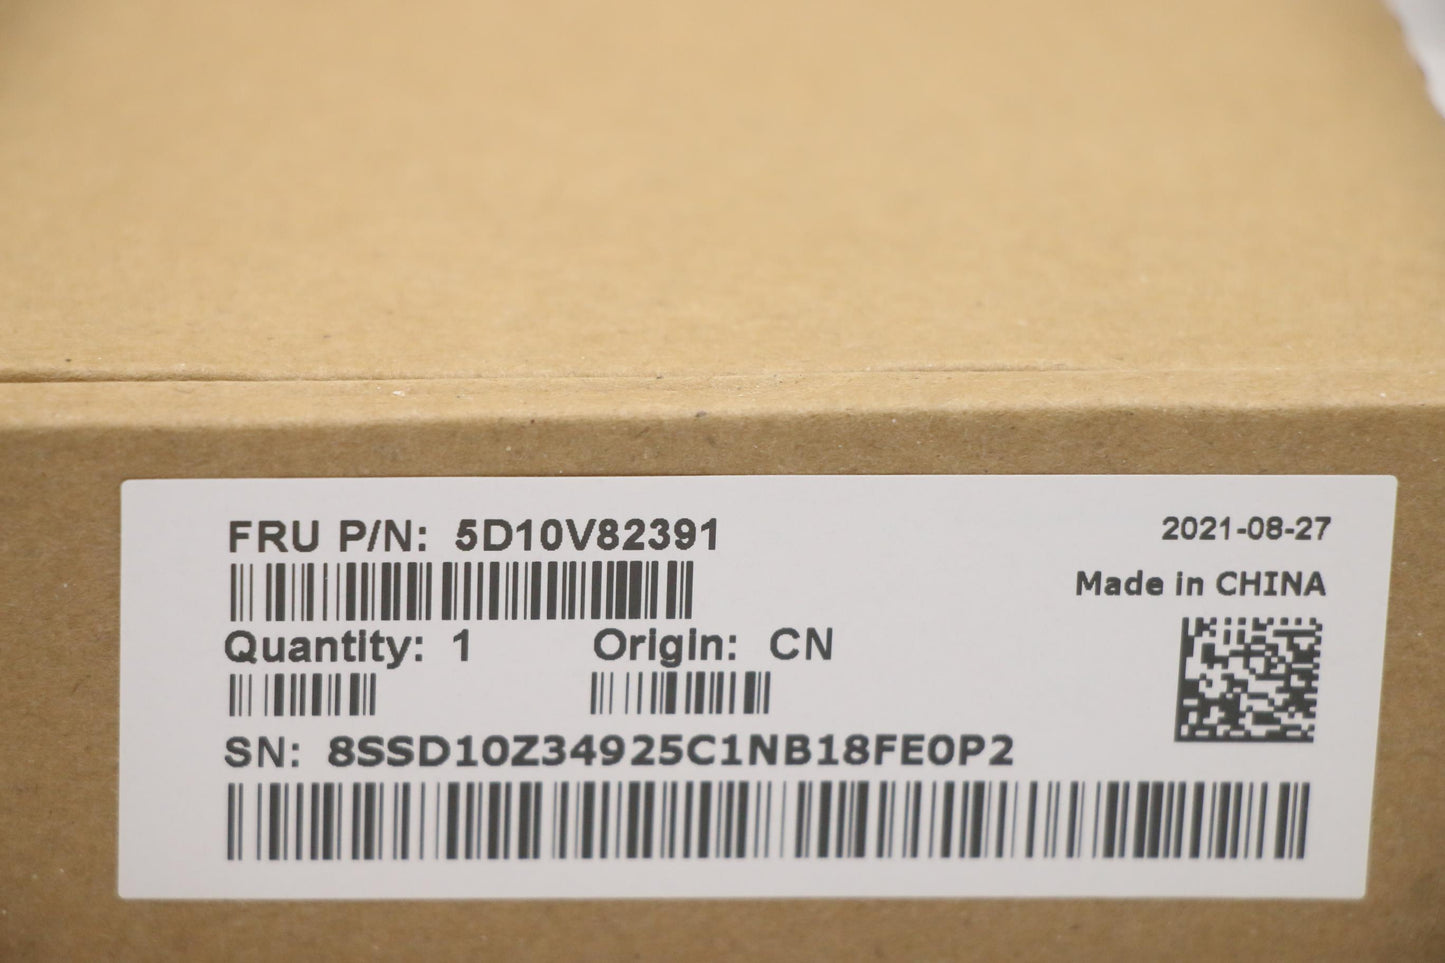 FRU P/N: 5D10V82391
2021-08-27
Made in CHINA
Quantity: 1
Origin: CN
SN: 8SSD10Z34925C1NB18FE0P2